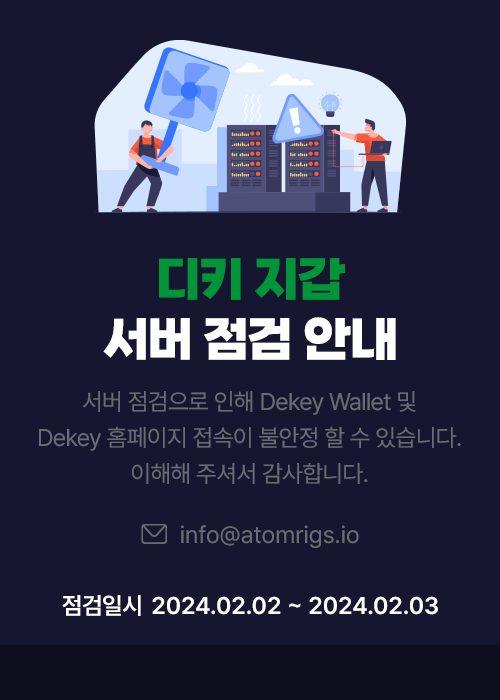 디키 지갑
서버 점검 안내
서버 점검으로 인해 Dekey Wallet 및
Dekey 홈페이지 접속이 불안정 할 수 있습니다.
이해해 주셔서 감사합니다.
info@atomrigs.io
점검일시 2024.02.02 ~ 2024.02.03